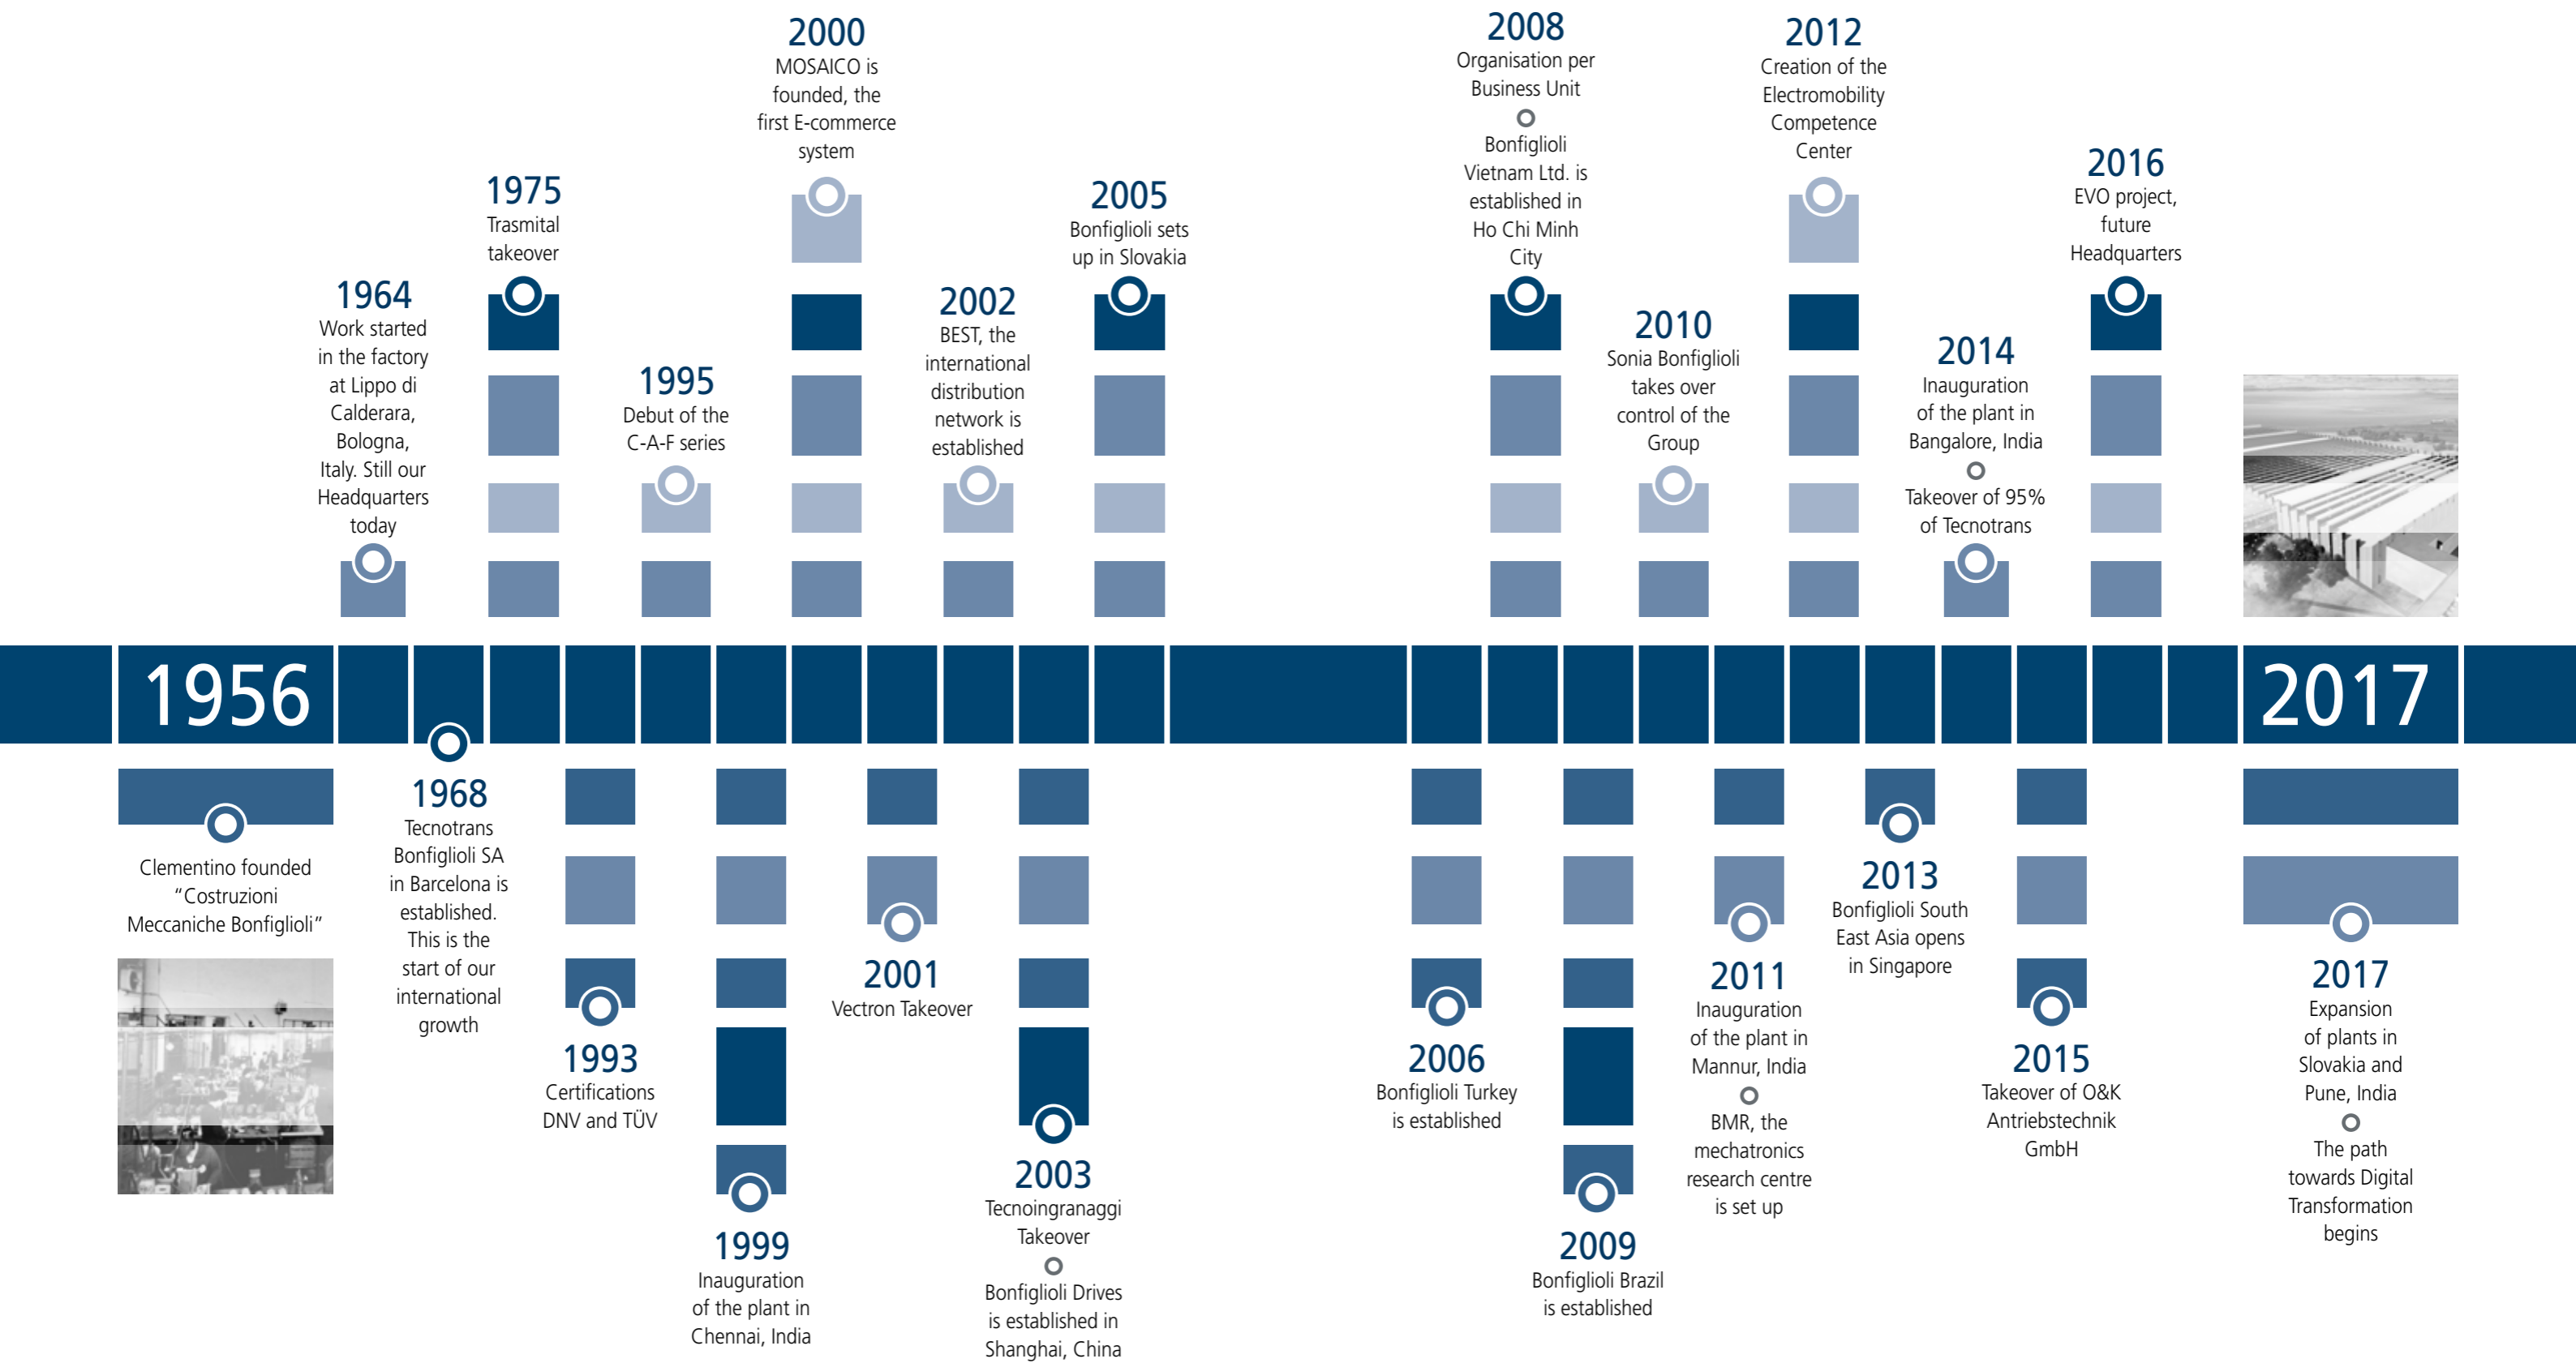 1956
Clementino founded
“Costruzioni
Meccaniche Bonfiglioli”
1964
Work started
in the factory
at Lippo di
Calderara,
Bologna,
Italy. Still our
Headquarters
today
1968
Tecnotrans
Bonfiglioli SA
in Barcelona is
established.
This is the
start of our
international
growth
1975
Trasmital
takeover
1993
Certifications
DNV and TÜV
1995
Debut of the
C-A-F series
1999
Inauguration
of the plant in
Chennai, India
2000
MOSAICO is
founded, the
first E-commerce
system
2001
Vectron Takeover
2002
BEST, the
international
distribution
network is
established
2003
Tecnoingranaggi
Takeover
Bonfiglioli Drives
is established in
Shanghai, China
2005
Bonfiglioli sets
up in Slovakia
2006
Bonfiglioli Turkey
is established
2008
Organisation per
Business Unit
Bonfiglioli
Vietnam Ltd. is
established in
Ho Chi Minh
City
2009
Bonfiglioli Brazil
is established
2010
Sonia Bonfiglioli
takes over
control of the
Group
2011
Inauguration
of the plant in
Mannur, India
BMR, the
mechatronics
research centre
is set up
2012
Creation of the
Electromobility
Competence
Center
2013
Bonfiglioli South
East Asia opens
in Singapore
2014
Inauguration
of the plant in
Bangalore, India
Takeover of 95%
of Tecnotrans
2015
Takeover of O&K
Antriebstechnik
GmbH
2016
EVO project,
future
Headquarters
2017
2017
Expansion
of plants in
Slovakia and
Pune, India
The path
towards Digital
Transformation
begins